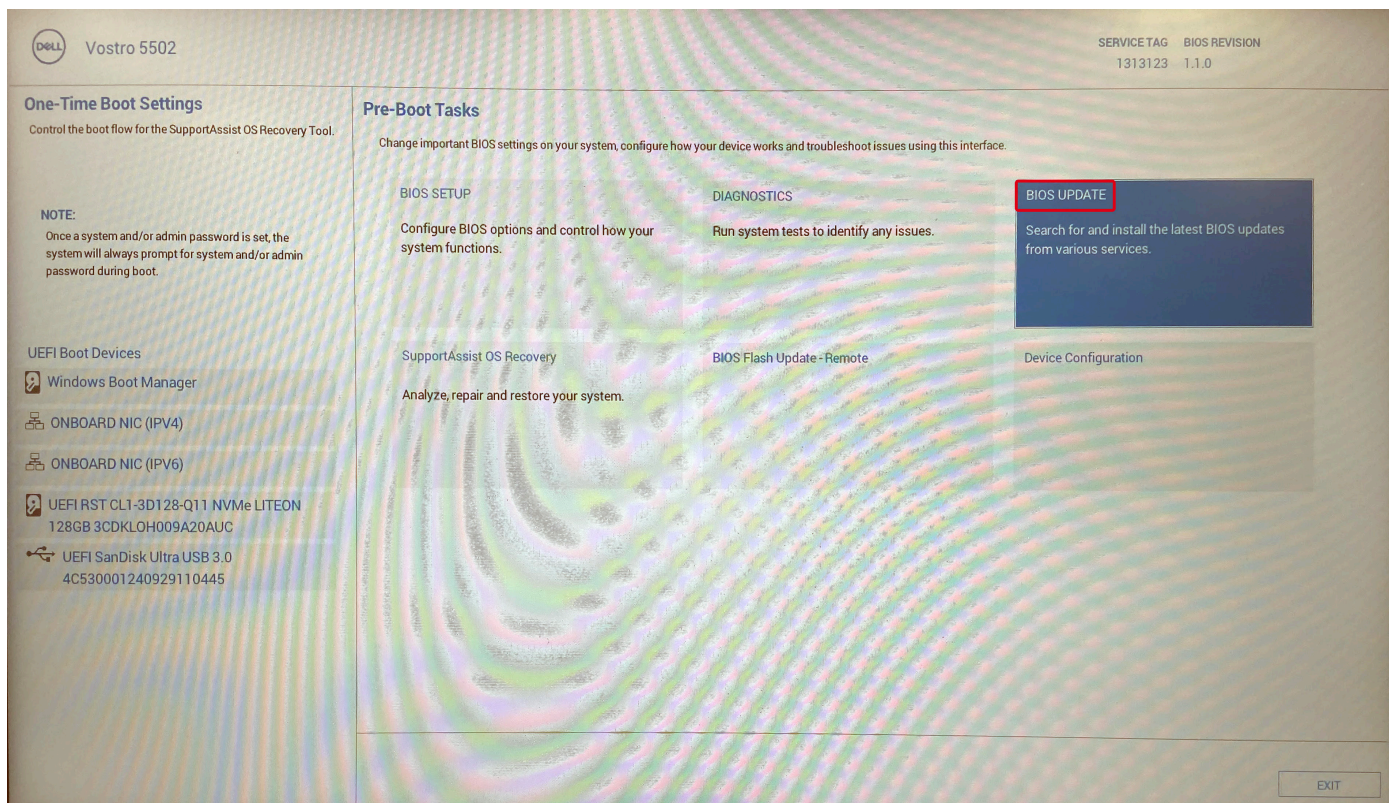 DELL
Vostro 5502
SERVICE TAG BIOS REVISION
1313123 1.1.0
One-Time Boot Settings
Control the boot flow for the SupportAssist OS Recovery Tool.
NOTE:
Once a system and/or admin password is set, the
system will always prompt for system and/or admin
password during boot.
UEFI Boot Devices
Windows Boot Manager
ONBOARD NIC (IPV4)
ONBOARD NIC (IPV6)
UEFI RST CL1-3D128-Q11 NVMe LITEON
128GB 3CDKLOH009A20AUC
UEFI SanDisk Ultra USB 3.0
4C530001240929110445
Pre-Boot Tasks
Change important BIOS settings on your system, configure how your device works and troubleshoot issues using this interface.
BIOS SETUP
Configure BIOS options and control how your
system functions.
DIAGNOSTICS
Run system tests to identify any issues.
BIOS UPDATE
Search for and install the latest BIOS updates
from various services.
SupportAssist OS Recovery
Analyze, repair and restore your system.
BIOS Flash Update - Remote
Device Configuration
EXIT